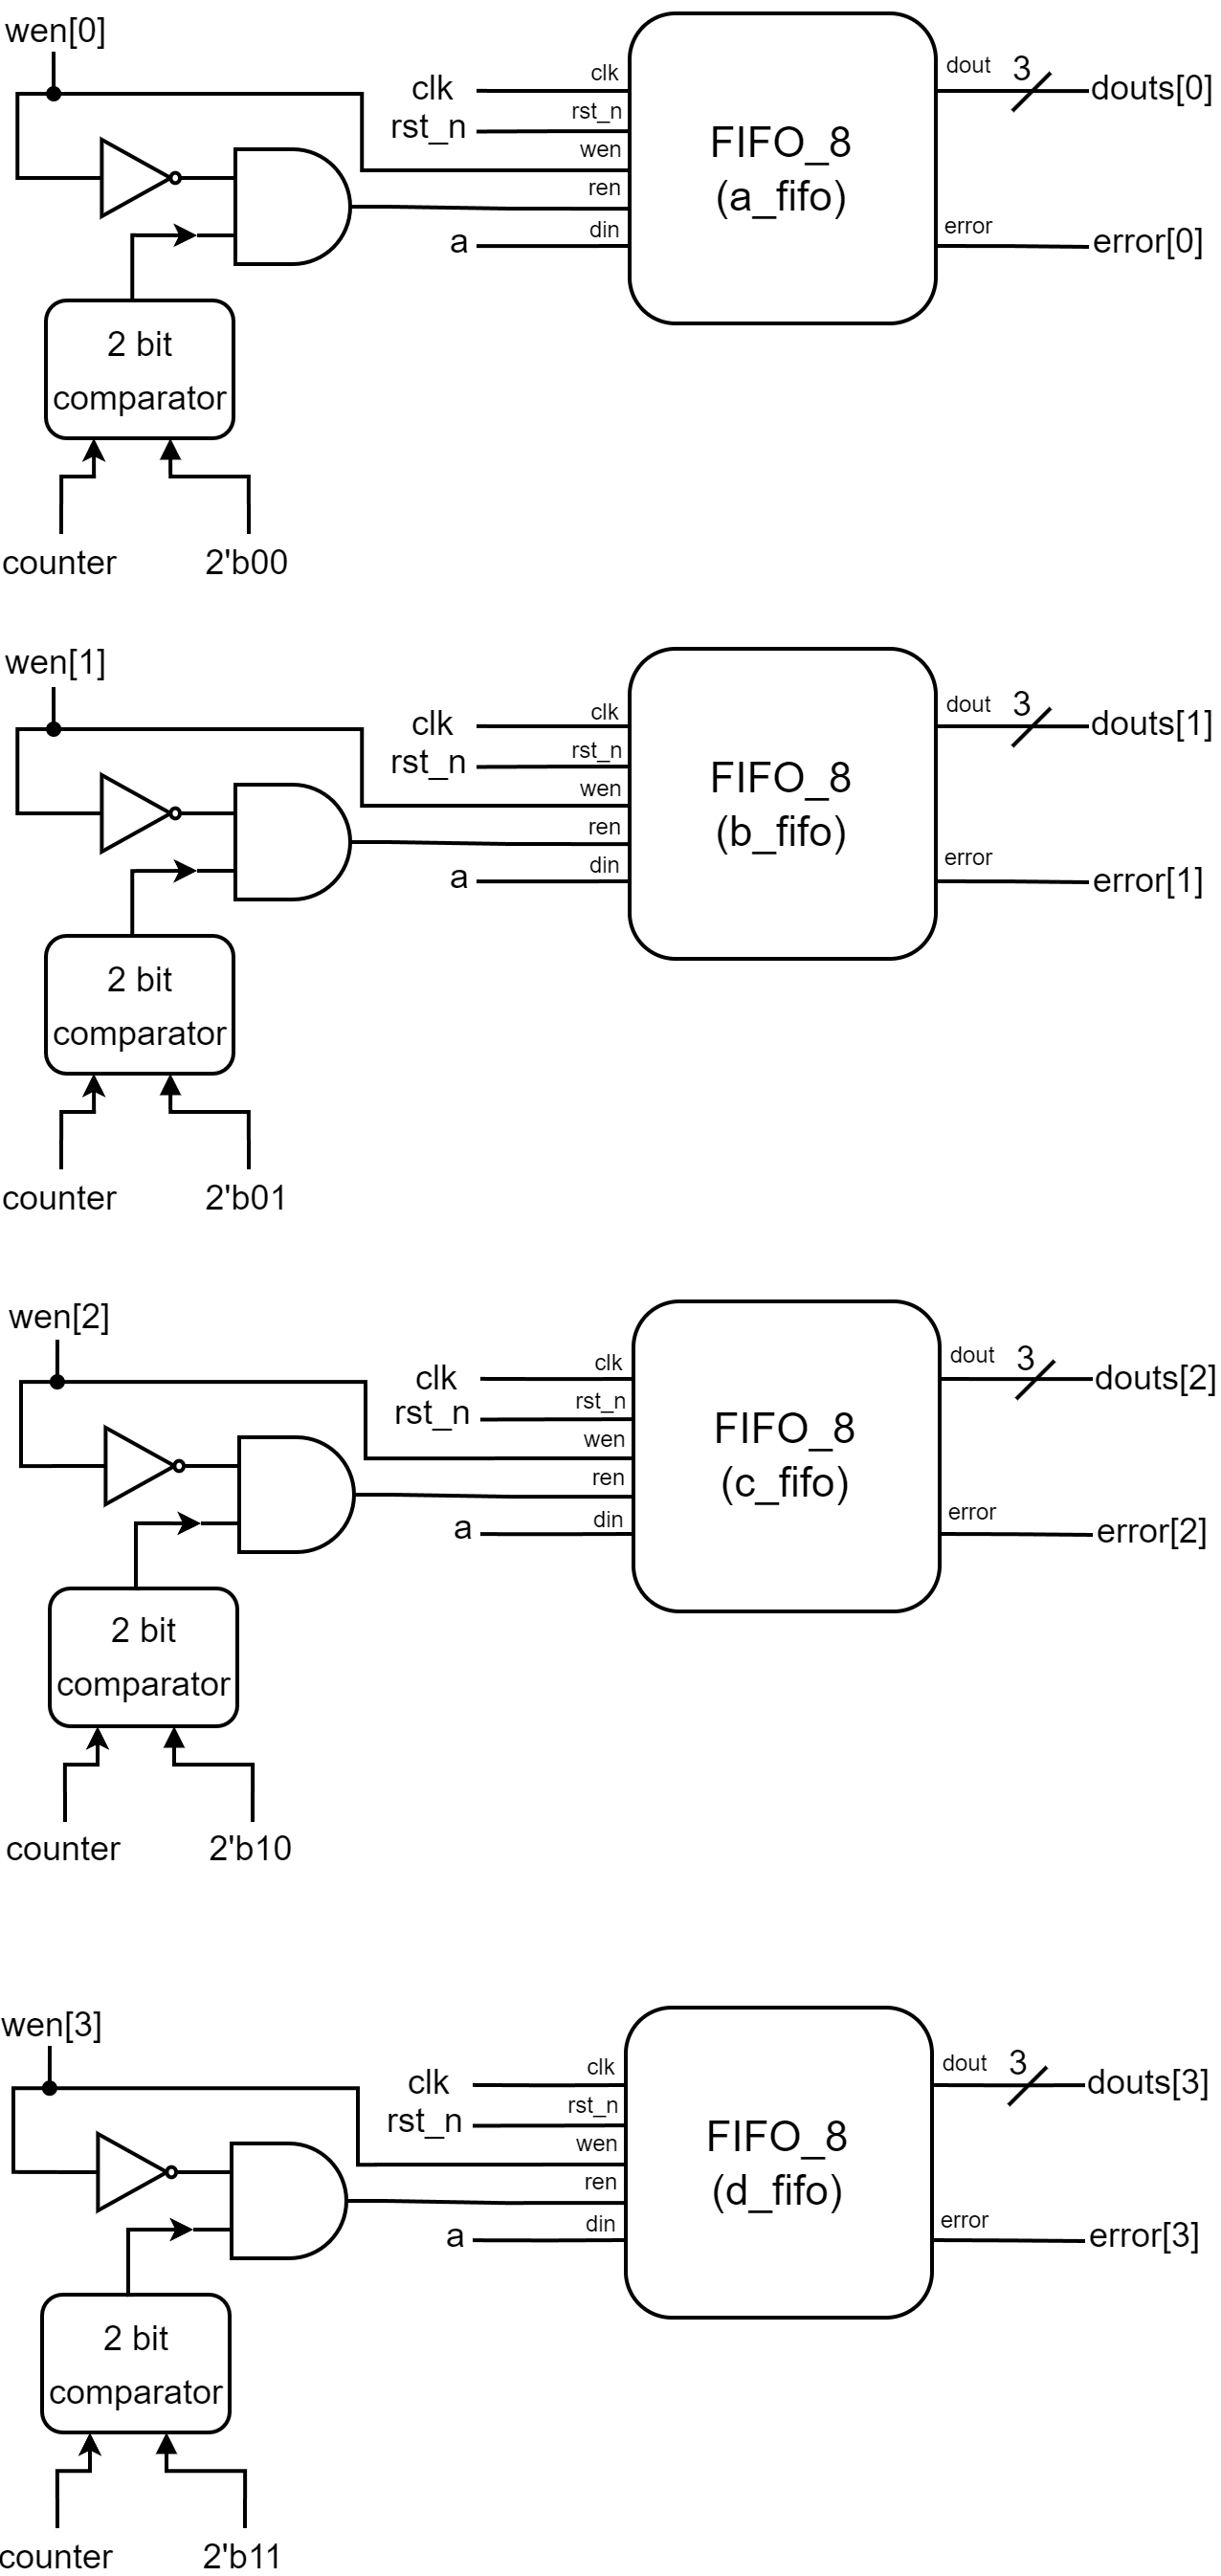 wen[0]
clk
rst_n
a
clk
rst_n
wen
ren
din
FIFO_8
(a_fifo)
dout
3
douts[0]
error
error[0]
2 bit
comparator
counter
2'b00
wen[1]
clk
rst_n
a
clk
rst_n
wen
ren
din
FIFO_8
(b_fifo)
dout
3
douts[1]
error
error[1]
2 bit
comparator
counter
2'b01
wen[2]
clk
rst_n
a
clk
rst_n
wen
ren
din
FIFO_8
(c_fifo)
dout
3
douts[2]
error
error[2]
2 bit
comparator
counter
2'b10
wen[3]
clk
rst_n
a
clk
rst_n
wen
ren
din
FIFO_8
(d_fifo)
dout
3
douts[3]
error
error[3]
2 bit
comparator
counter
2'b11